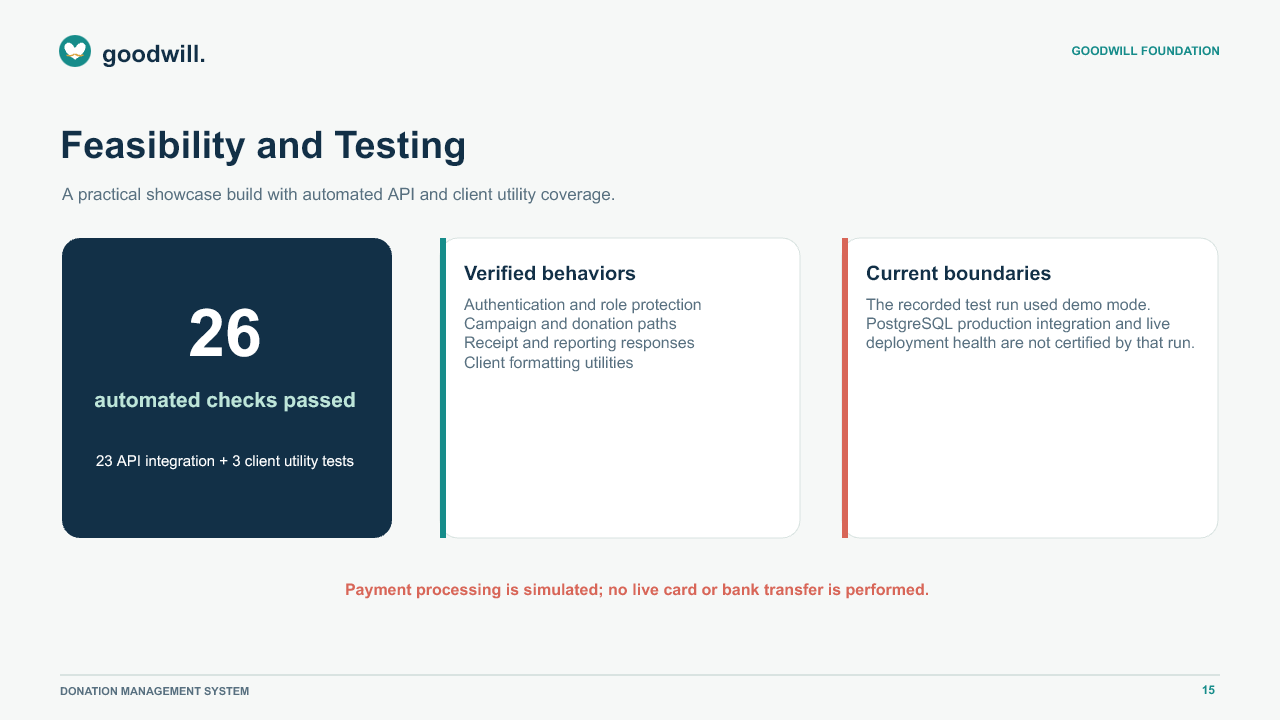 goodwill.
GOODWILL FOUNDATION
Feasibility and Testing
A practical showcase build with automated API and client utility coverage.
26
automated checks passed
23 API integration + 3 client utility tests
Verified behaviors
Authentication and role protection
Campaign and donation paths
Receipt and reporting responses
Client formatting utilities
Current boundaries
The recorded test run used demo mode.
PostgreSQL production integration and live
deployment health are not certified by that run.
Payment processing is simulated; no live card or bank transfer is performed.
DONATION MANAGEMENT SYSTEM
15